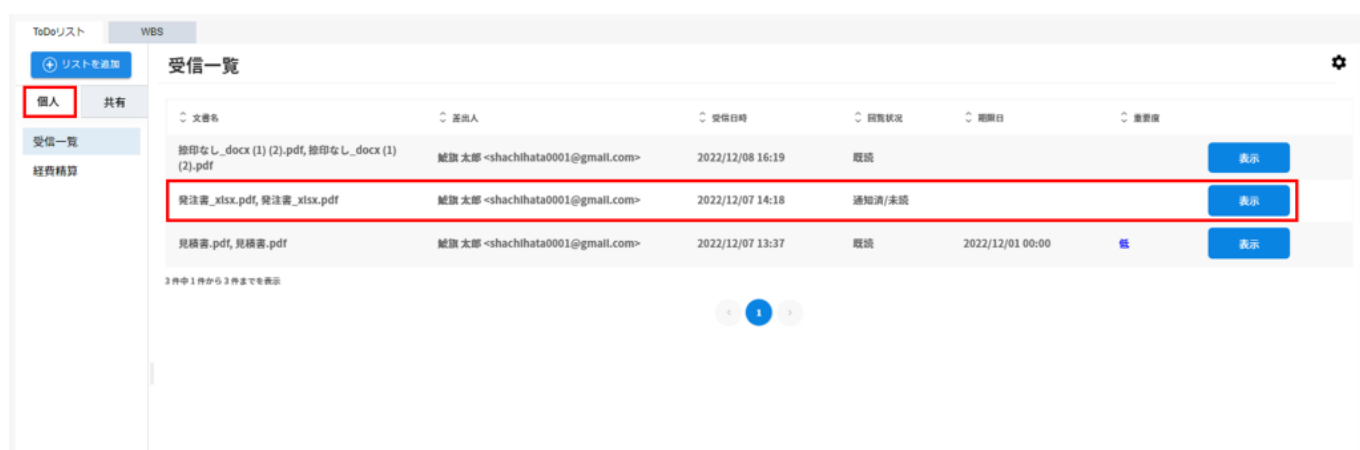 ToDoリスト WBS
リストを追加
個人 共有
受信一覧
経費精算
受信一覧
文書名 差出人 受信日時 回覧状況 期限日 重要度
捺印なし_docx (1) (2).pdf, 捺印なし_docx (1)
(2).pdf
鯱旗 太郎 <shachihata0001@gmail.com> 2022/12/08 16:19 既読 表示
発注書_xlsx.pdf, 発注書_xlsx.pdf 鯱旗 太郎 <shachihata0001@gmail.com> 2022/12/07 14:18 通知済/未読 表示
見積書.pdf, 見積書.pdf 鯱旗 太郎 <shachihata0001@gmail.com> 2022/12/07 13:37 既読 2022/12/01 00:00 低 表示
3 件中 1 件から 3 件までを表示
1